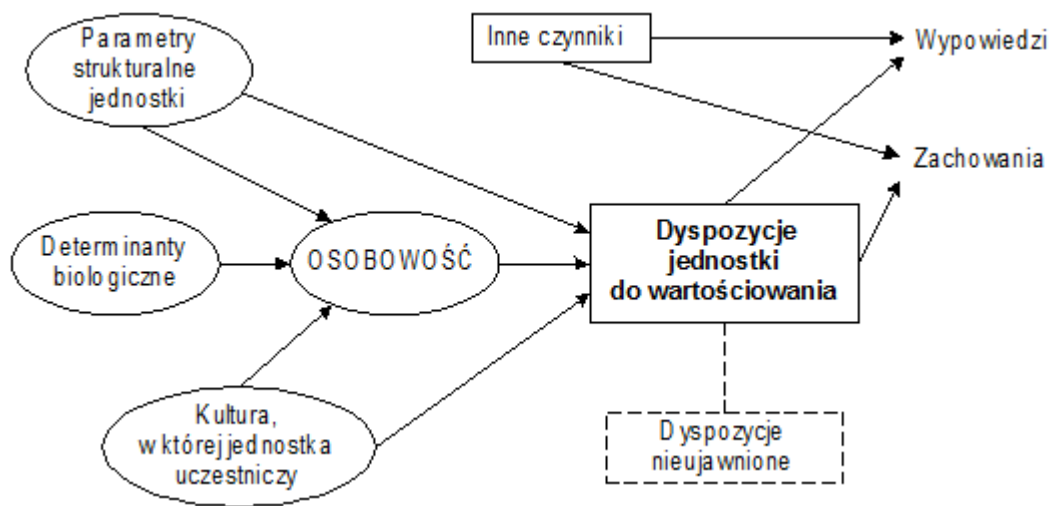 Parametry
strukturalne
jednostki
Inne czynniki
Wypowiedzi
Zachowania
Determinanty
biologiczne
OSOBOWOŚĆ
Dyspozycje
jednostki
do wartościowania
Kultura,
w której jednostka
uczestniczy
Dyspozycje
nieujawnione